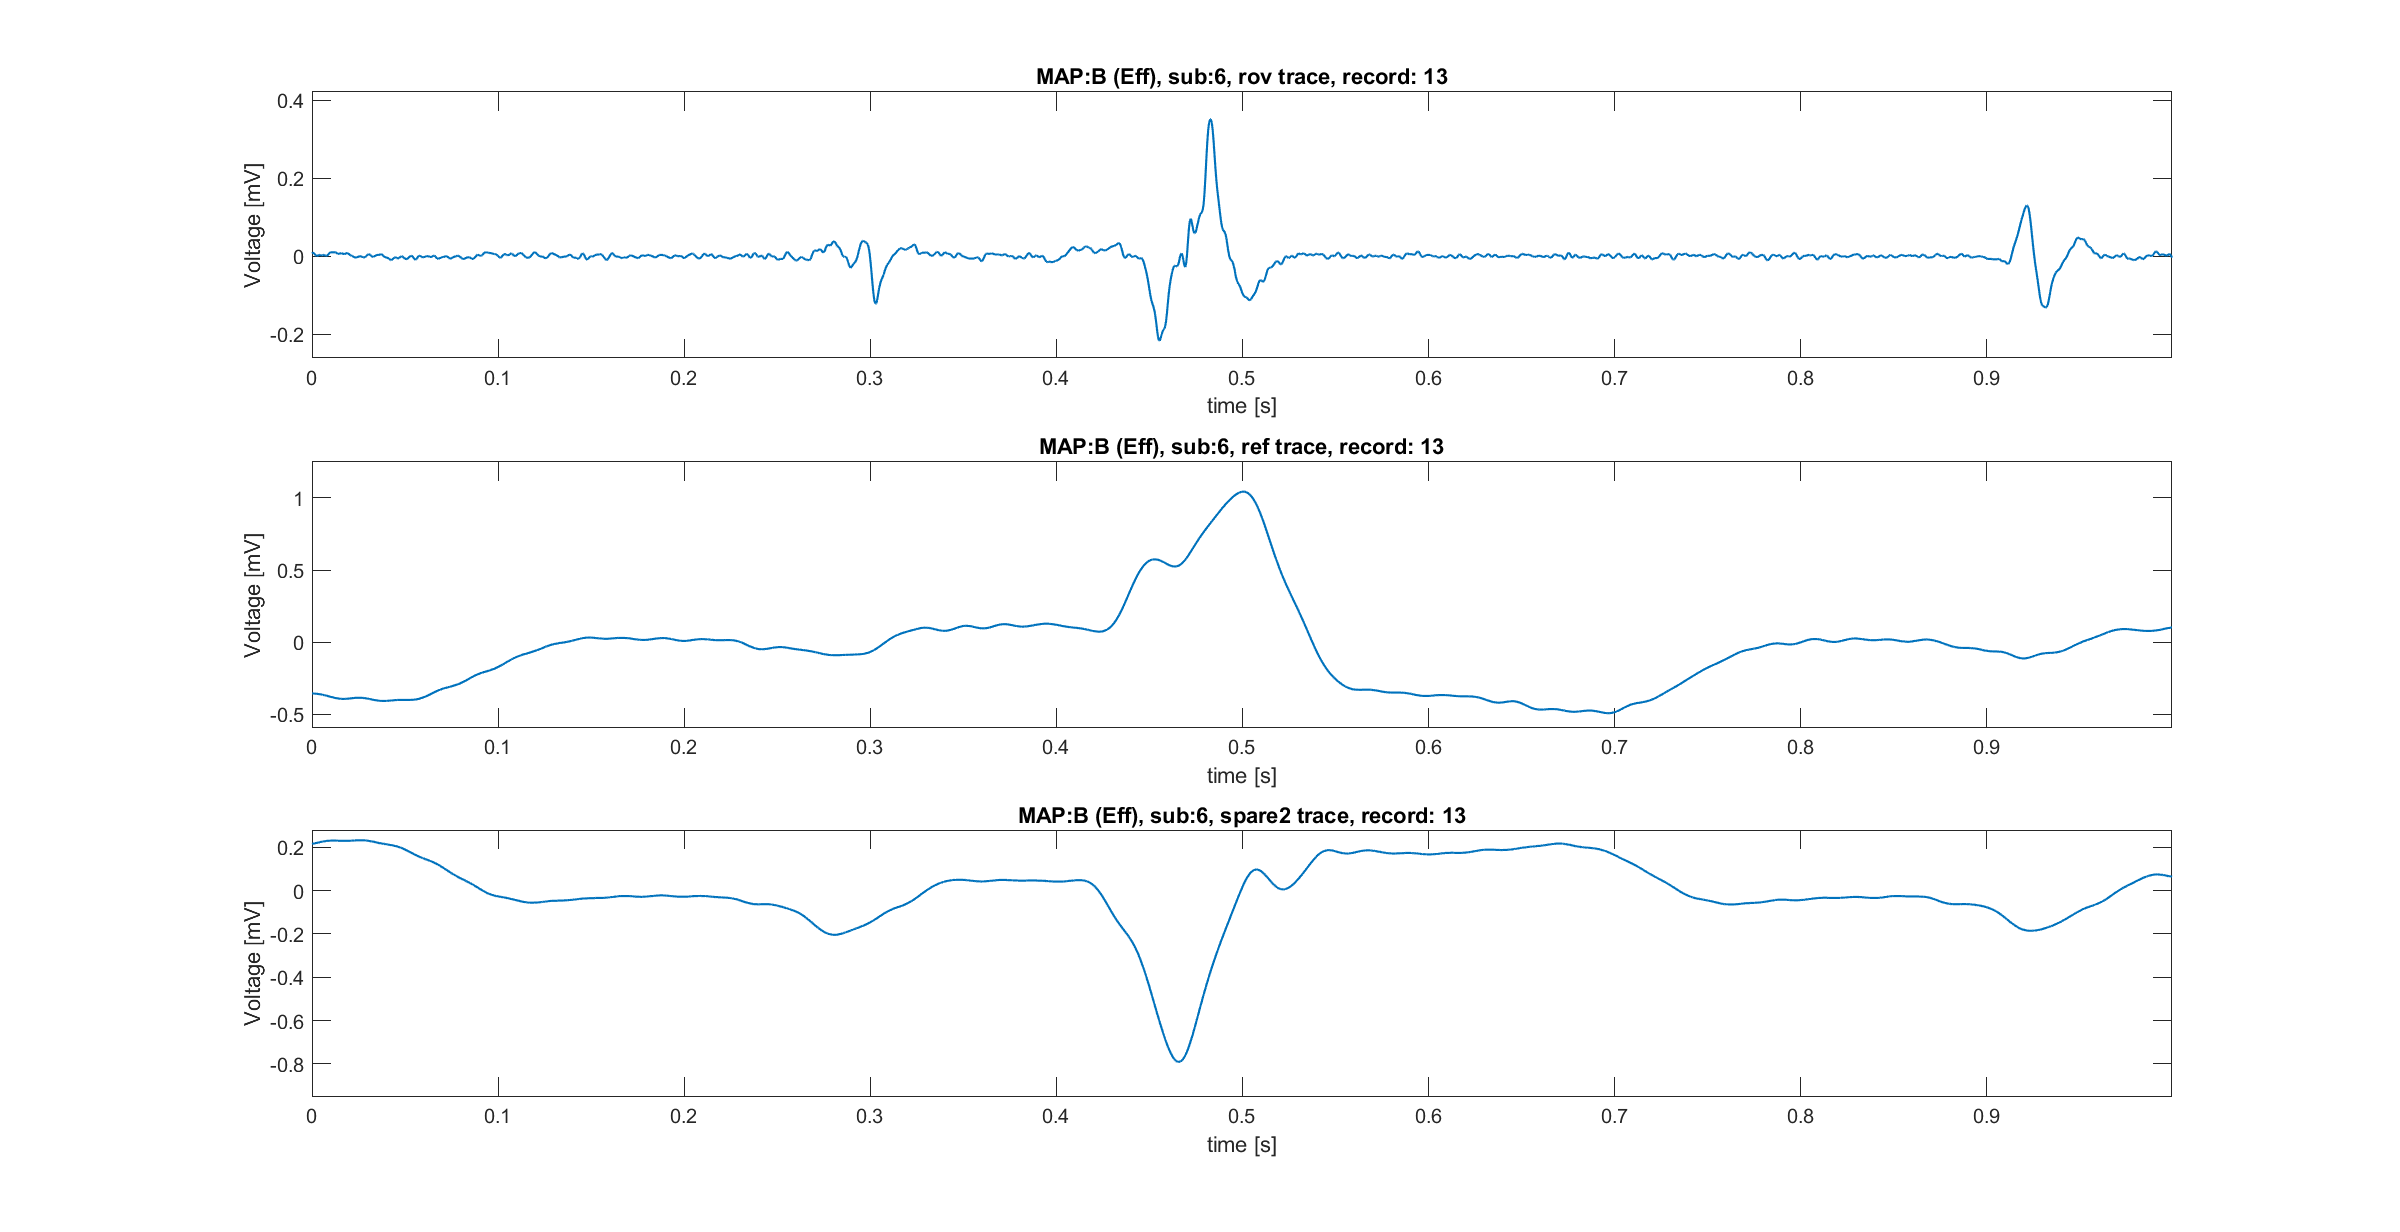 MAP:B (Eff), sub:6, rov trace, record: 13
0.4
0.2
0
-0.2
Voltage [mV]
0 0.1 0.2 0.3 0.4 0.5 0.6 0.7 0.8 0.9
time [s]
MAP:B (Eff), sub:6, ref trace, record: 13
1
0.5
0
-0.5
Voltage [mV]
0 0.1 0.2 0.3 0.4 0.5 0.6 0.7 0.8 0.9
time [s]
MAP:B (Eff), sub:6, spare2 trace, record: 13
0.2
0
-0.2
-0.4
-0.6
-0.8
Voltage [mV]
0 0.1 0.2 0.3 0.4 0.5 0.6 0.7 0.8 0.9
time [s]